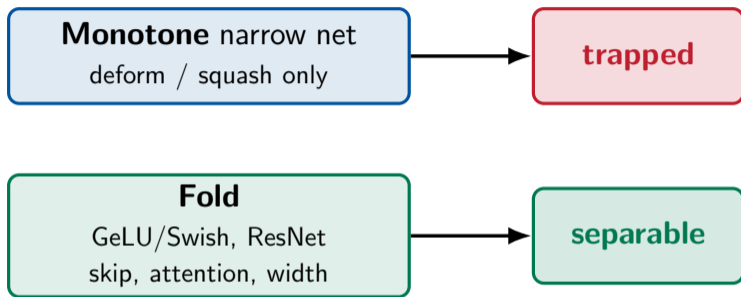 Monotone narrow net
deform / squash only
trapped
Fold
GeLU/Swish, ResNet
skip, attention, width
separable